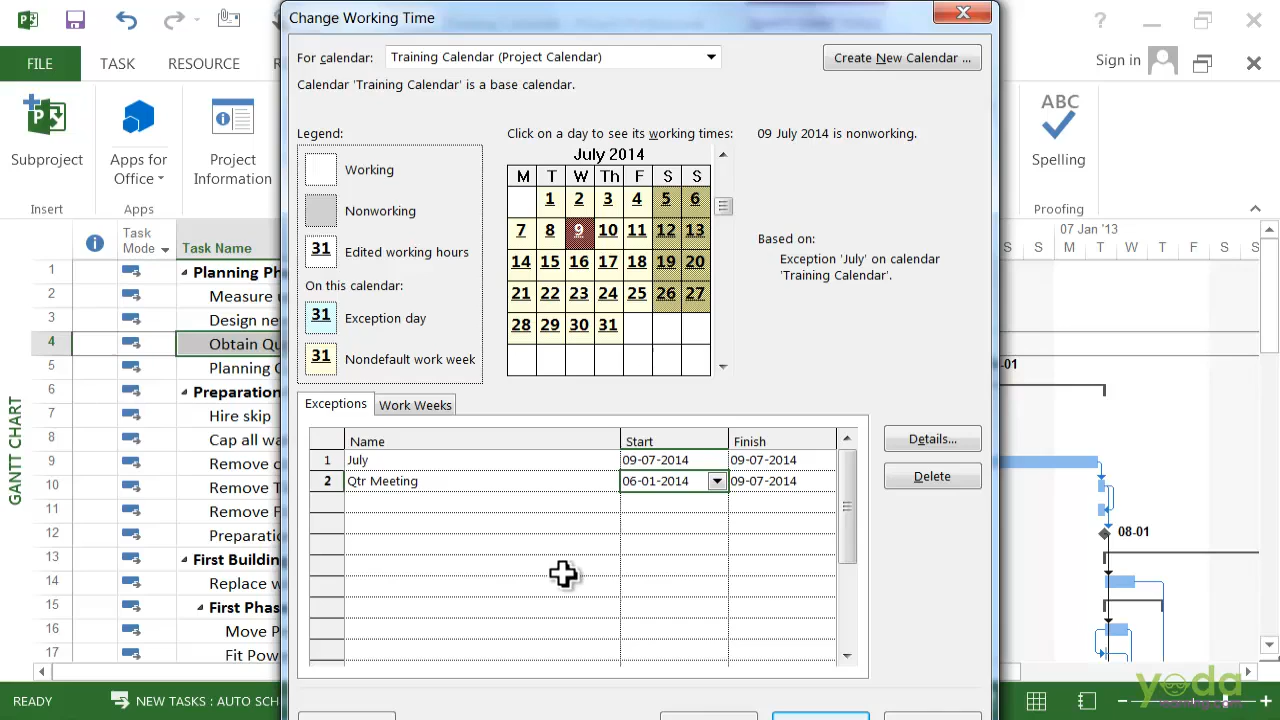 Change Working Time
FILE
TASK
RESOURCE
Sign in
Subproject
Apps for
Office
Project
Information
ABC
Spelling
Insert
Apps
Proofing
For calendar:
Training Calendar (Project Calendar)
Create New Calendar ...
Calendar 'Training Calendar' is a base calendar.
Legend:
Working
Nonworking
31 Edited working hours
On this calendar:
31 Exception day
31 Nondefault work week
Click on a day to see its working times:
July 2014
M T W Th F S S
1 2 3 4 5 6
7 8 9 10 11 12 13
14 15 16 17 18 19 20
21 22 23 24 25 26 27
28 29 30 31
09 July 2014 is nonworking.
Based on:
Exception 'July' on calendar
'Training Calendar'.
Exceptions
Work Weeks
Name Start Finish
1 July 09-07-2014 09-07-2014
2 Qtr Meeting 06-01-2014 09-07-2014
Details...
Delete
GANTT CHART
Task
Mode
Task Name
1 Planning Ph
2 Measure
3 Design ne
4 Obtain Qu
5 Planning
6 Preparation
7 Hire skip
8 Cap all wa
9 Remove
10 Remove
11 Remove
12 Preparati
13 First Building
14 Replace w
15 First Phas
16 Move P
17 Fit Pow
07 Jan '13
S S M T W T F S
-01
08-01
READY
NEW TASKS : AUTO SCH
yoda
learning.com